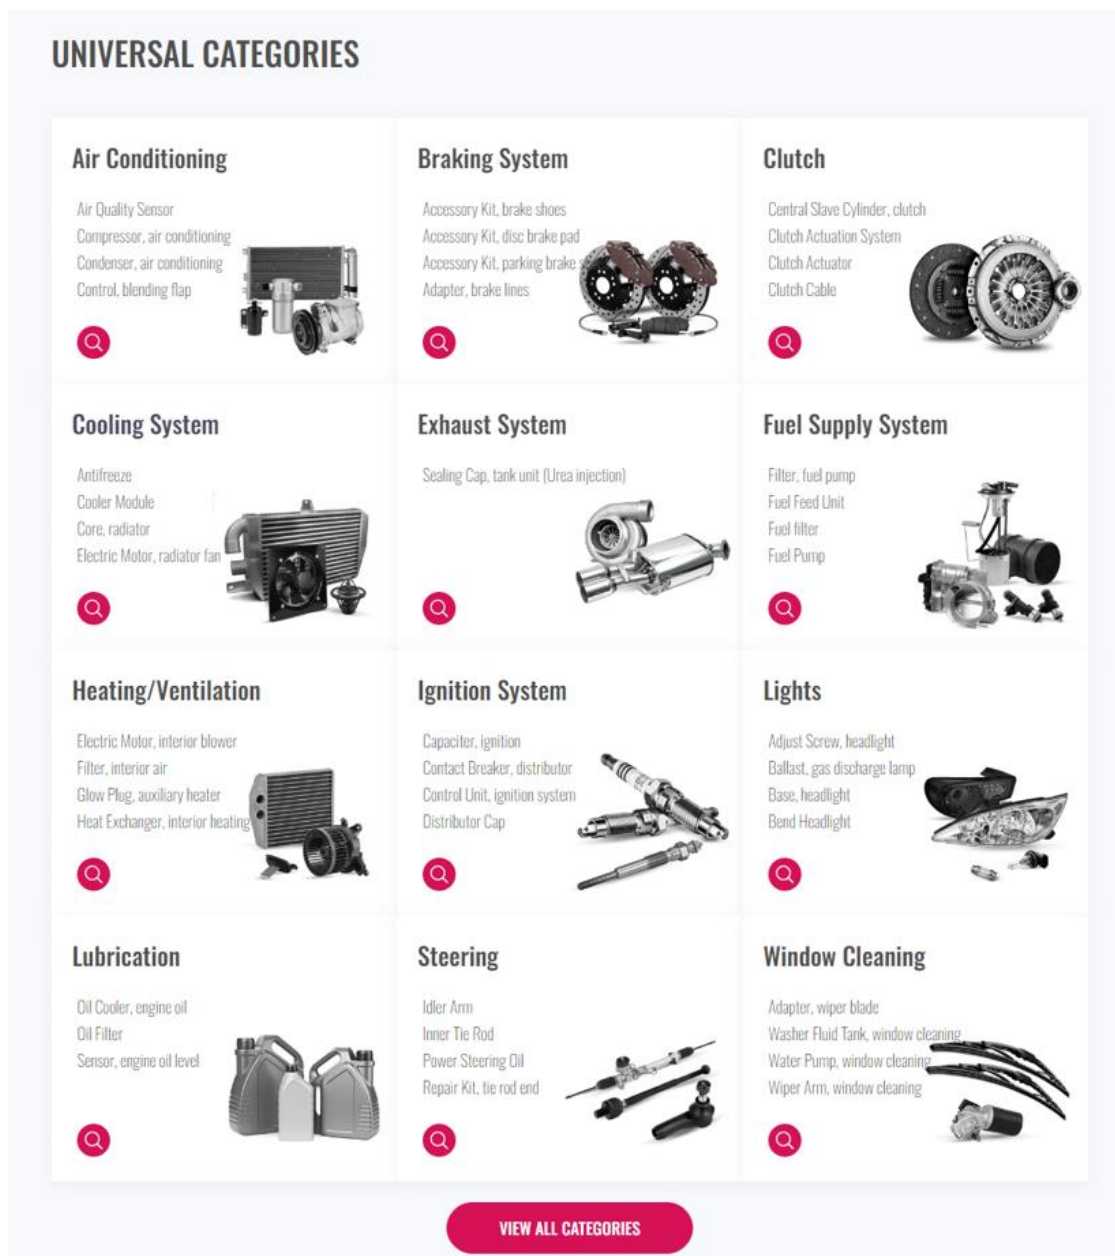 UNIVERSAL CATEGORIES
Air Conditioning
Air Quality Sensor
Compressor, air conditioning
Condenser, air conditioning
Control, blending flap
Braking System
Accessory Kit, brake shoes
Accessory Kit, disc brake pad
Accessory Kit, parking brake s
Adapter, brake lines
Clutch
Central Slave Cylinder, clutch
Clutch Actuation System
Clutch Actuator
Clutch Cable
Cooling System
Antifreeze
Cooler Module
Core, radiator
Electric Motor, radiator fan
Exhaust System
Sealing Cap, tank unit (Urea injection)
Fuel Supply System
Filter, fuel pump
Fuel Feed Unit
Fuel filter
Fuel Pump
Heating/Ventilation
Electric Motor, interior blower
Filter, interior air
Glow Plug, auxiliary heater
Heat Exchanger, interior heating
Ignition System
Capaciter, ignition
Contact Breaker, distributor
Control Unit, ignition system
Distributor Cap
Lights
Adjust Screw, headlight
Ballast, gas discharge lamp
Base, headlight
Bend Headlight
Lubrication
Oil Cooler, engine oil
Oil Filter
Sensor, engine oil level
Steering
Idler Arm
Inner Tie Rod
Power Steering Oil
Repair Kit, tie rod end
Window Cleaning
Adapter, wiper blade
Washer Fluid Tank, window cleaning
Water Pump, window cleaning
Wiper Arm, window cleaning
VIEW ALL CATEGORIES